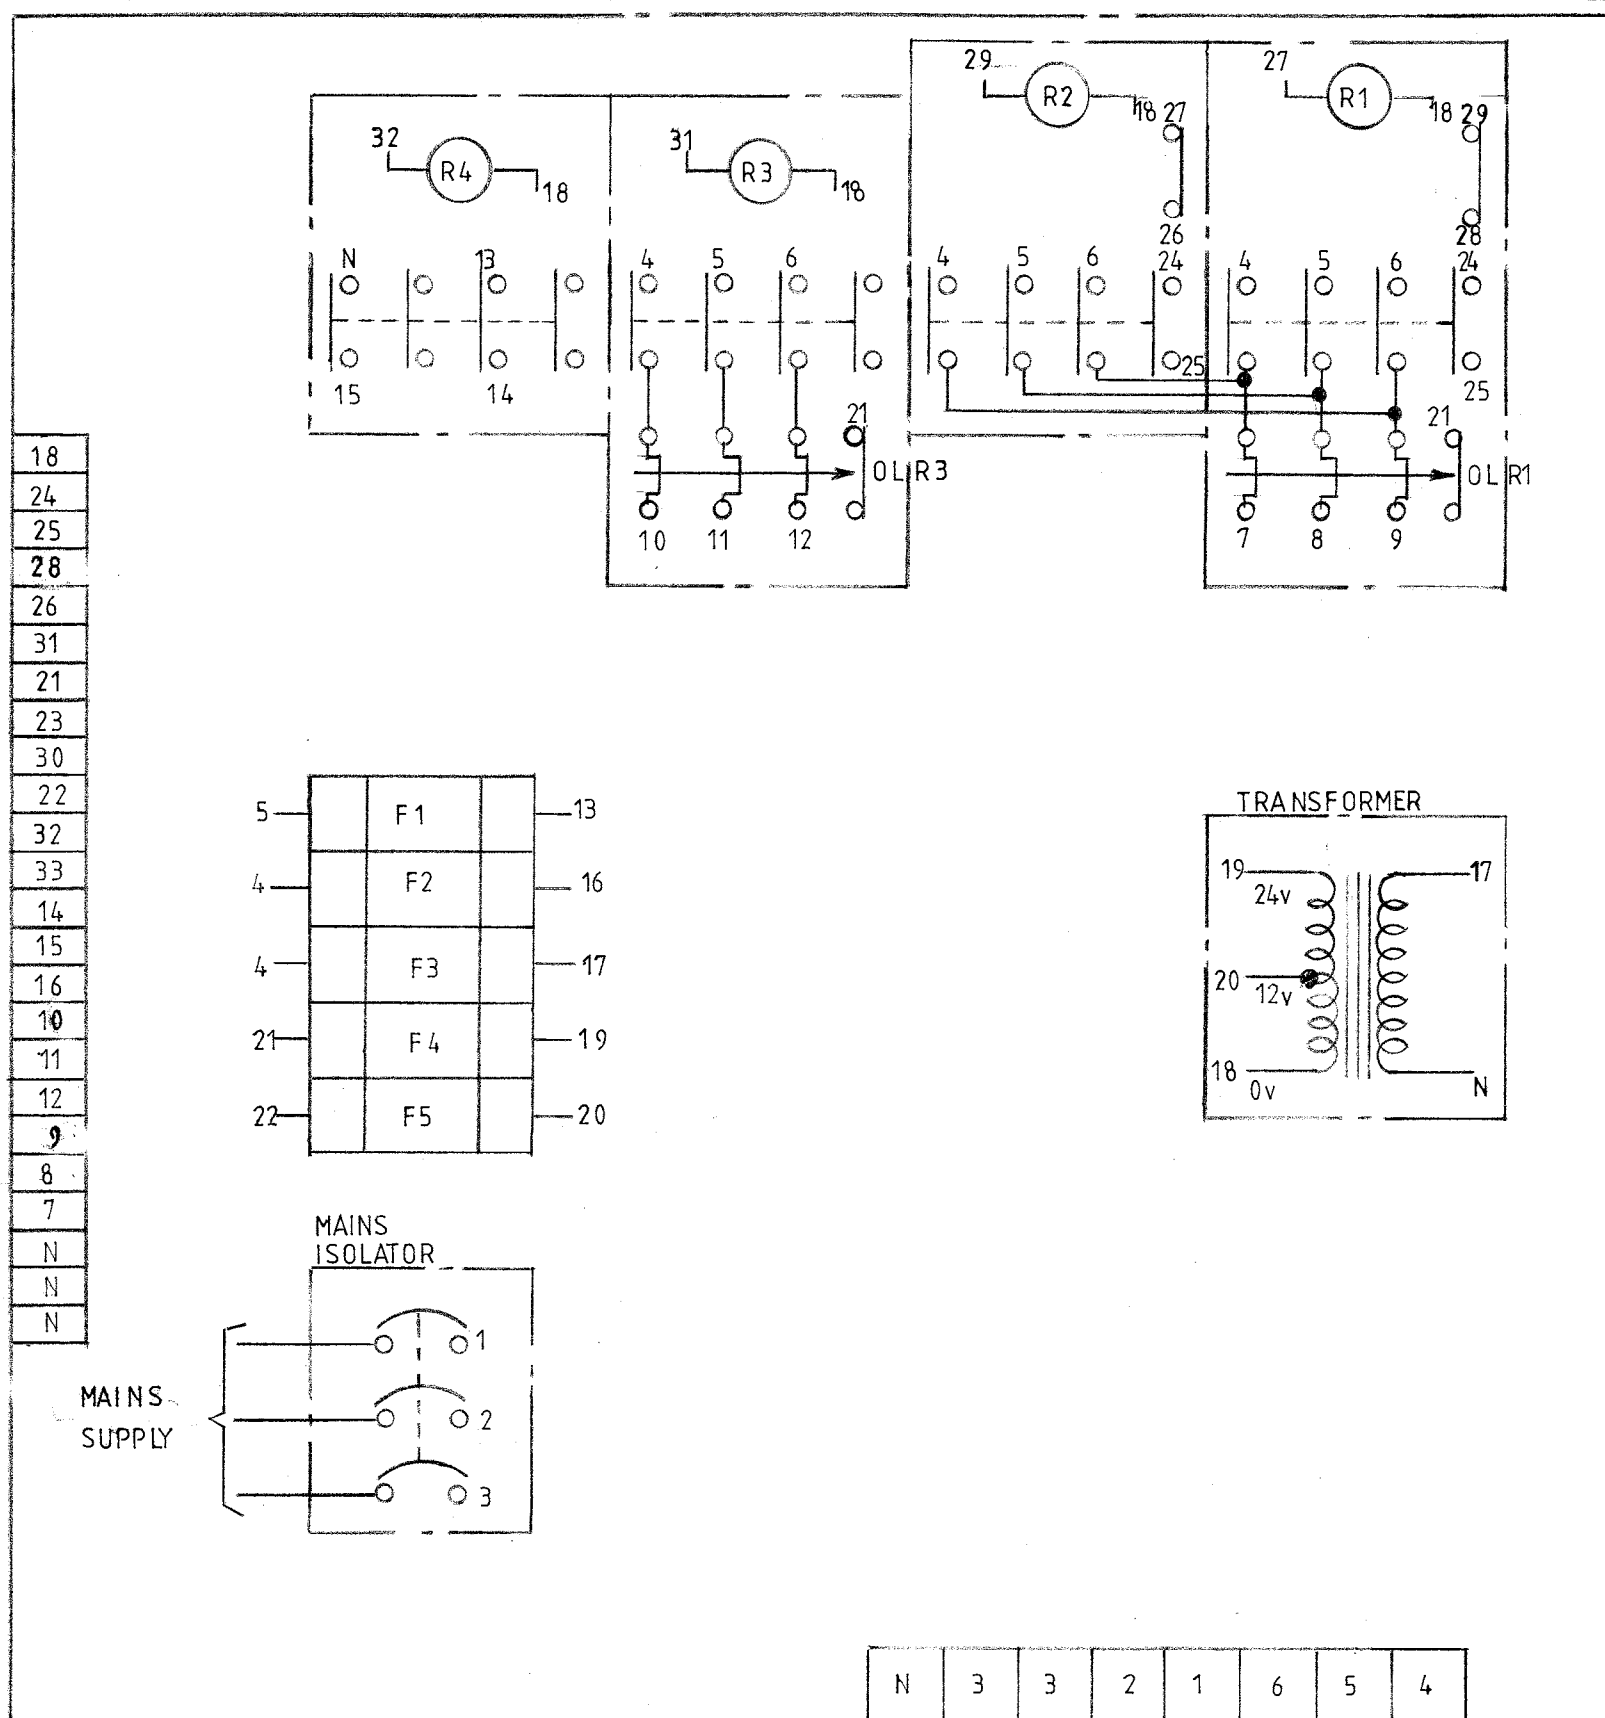 29
27
R2
R1
18 27
18 29
32
31
R4
R3
18
18
26
28
N
13
4
5
6
4
5
6
24
4
5
6
24
15
14
25
25
21
21
OLR3
OLR1
10
11
12
7
8
9
18
24
25
28
26
31
21
23
30
22
32
33
14
15
16
10
11
12
9
8
7
N
N
N
5 F1 13
4 F2 16
4 F3 17
21 F4 19
22 F5 20
TRANSFORMER
19
24v
17
20
12v
18
0v
N
MAINS
ISOLATOR
1
2
3
MAINS
SUPPLY
N 3 3 2 1 6 5 4